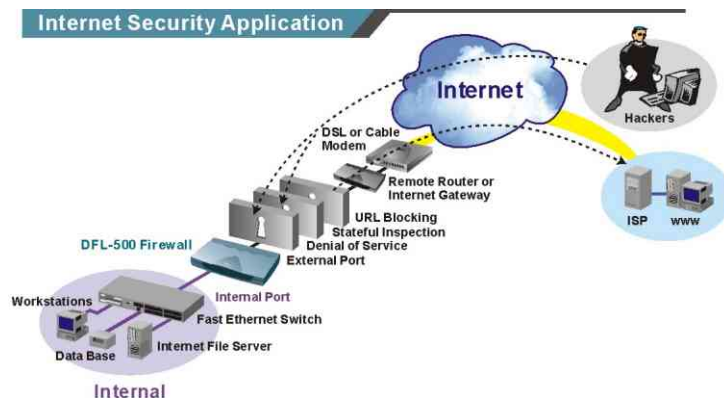 Internet Security Application
Internet
Hackers
DSL or Cable
Modem
Remote Router or
Internet Gateway
ISP
www
URL Blocking
Stateful Inspection
Denial of Service
External Port
DFL-500 Firewall
Internal Port
Workstations
Fast Ethernet Switch
Data Base
Internet File Server
Internal